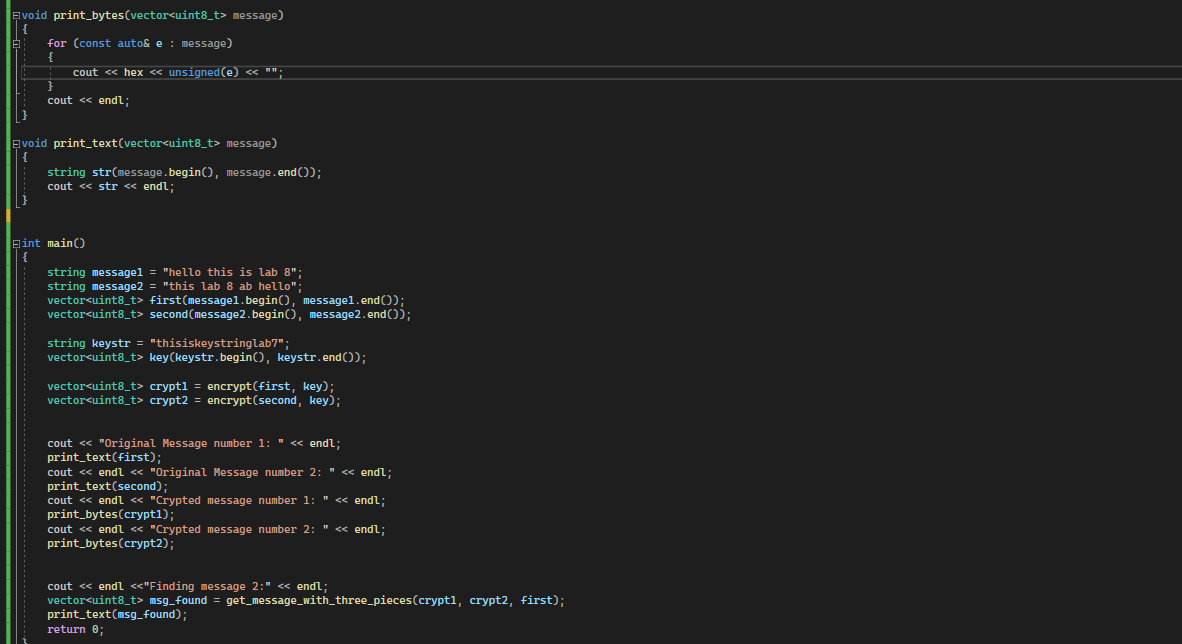 void print_bytes(vector<uint8_t> message)
{
for (const auto& e : message)
{
cout << hex << unsigned(e) << "";
}
cout << endl;
}
void print_text(vector<uint8_t> message)
{
string str(message.begin(), message.end());
cout << str << endl;
}
int main()
{
string message1 = "hello this is lab 8";
string message2 = "this lab 8 ab hello";
vector<uint8_t> first(message1.begin(), message1.end());
vector<uint8_t> second(message2.begin(), message2.end());
string keystr = "thisiskeystringlab7";
vector<uint8_t> key(keystr.begin(), keystr.end());
vector<uint8_t> crypt1 = encrypt(first, key);
vector<uint8_t> crypt2 = encrypt(second, key);
cout << "Original Message number 1: " << endl;
print_text(first);
cout << endl << "Original Message number 2: " << endl;
print_text(second);
cout << endl << "Crypted message number 1: " << endl;
print_bytes(crypt1);
cout << endl << "Crypted message number 2: " << endl;
print_bytes(crypt2);
cout << endl <<"Finding message 2:" << endl;
vector<uint8_t> msg_found = get_message_with_three_pieces(crypt1, crypt2, first);
print_text(msg_found);
return 0;
}